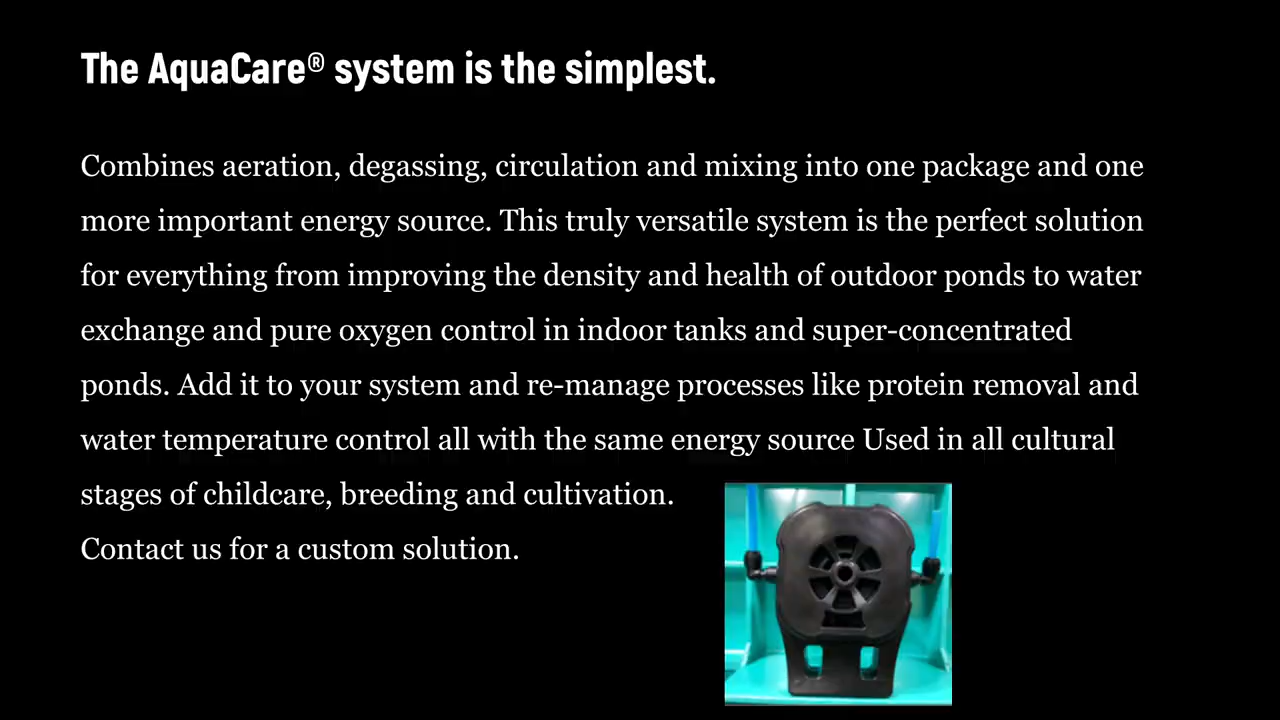 The AquaCare® system is the simplest.
Combines aeration, degassing, circulation and mixing into one package and one
more important energy source. This truly versatile system is the perfect solution
for everything from improving the density and health of outdoor ponds to water
exchange and pure oxygen control in indoor tanks and super-concentrated
ponds. Add it to your system and re-manage processes like protein removal and
water temperature control all with the same energy source Used in all cultural
stages of childcare, breeding and cultivation.
Contact us for a custom solution.